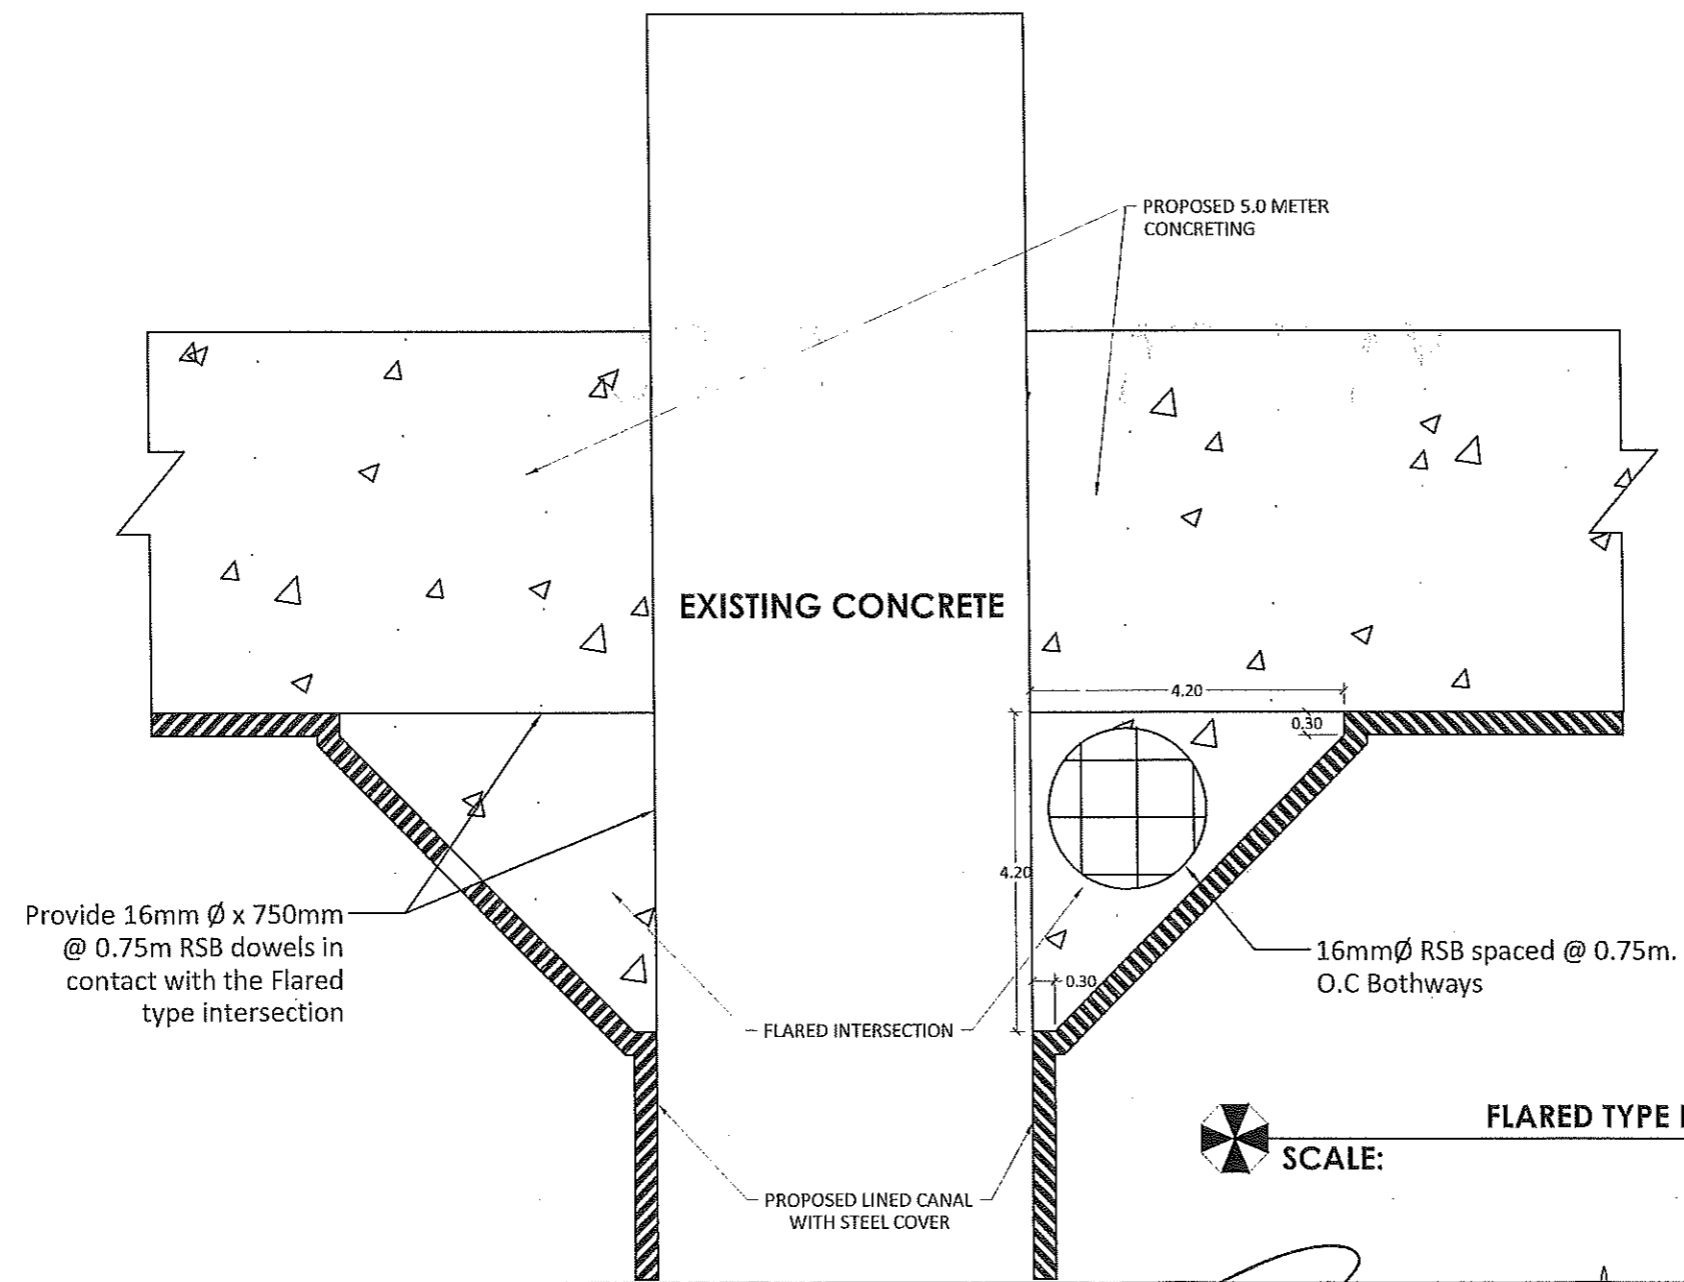 PROPOSED 5.0 METER
CONCRETING
EXISTING CONCRETE
4.20
0.30
4.20
Provide 16mm Ø x 750mm
@ 0.75m RSB dowels in
contact with the Flared
type intersection
16mmØ RSB spaced @ 0.75m.
O.C Bothways
0.30
FLARED INTERSECTION
FLARED TYPE
SCALE:
PROPOSED LINED CANAL
WITH STEEL COVER